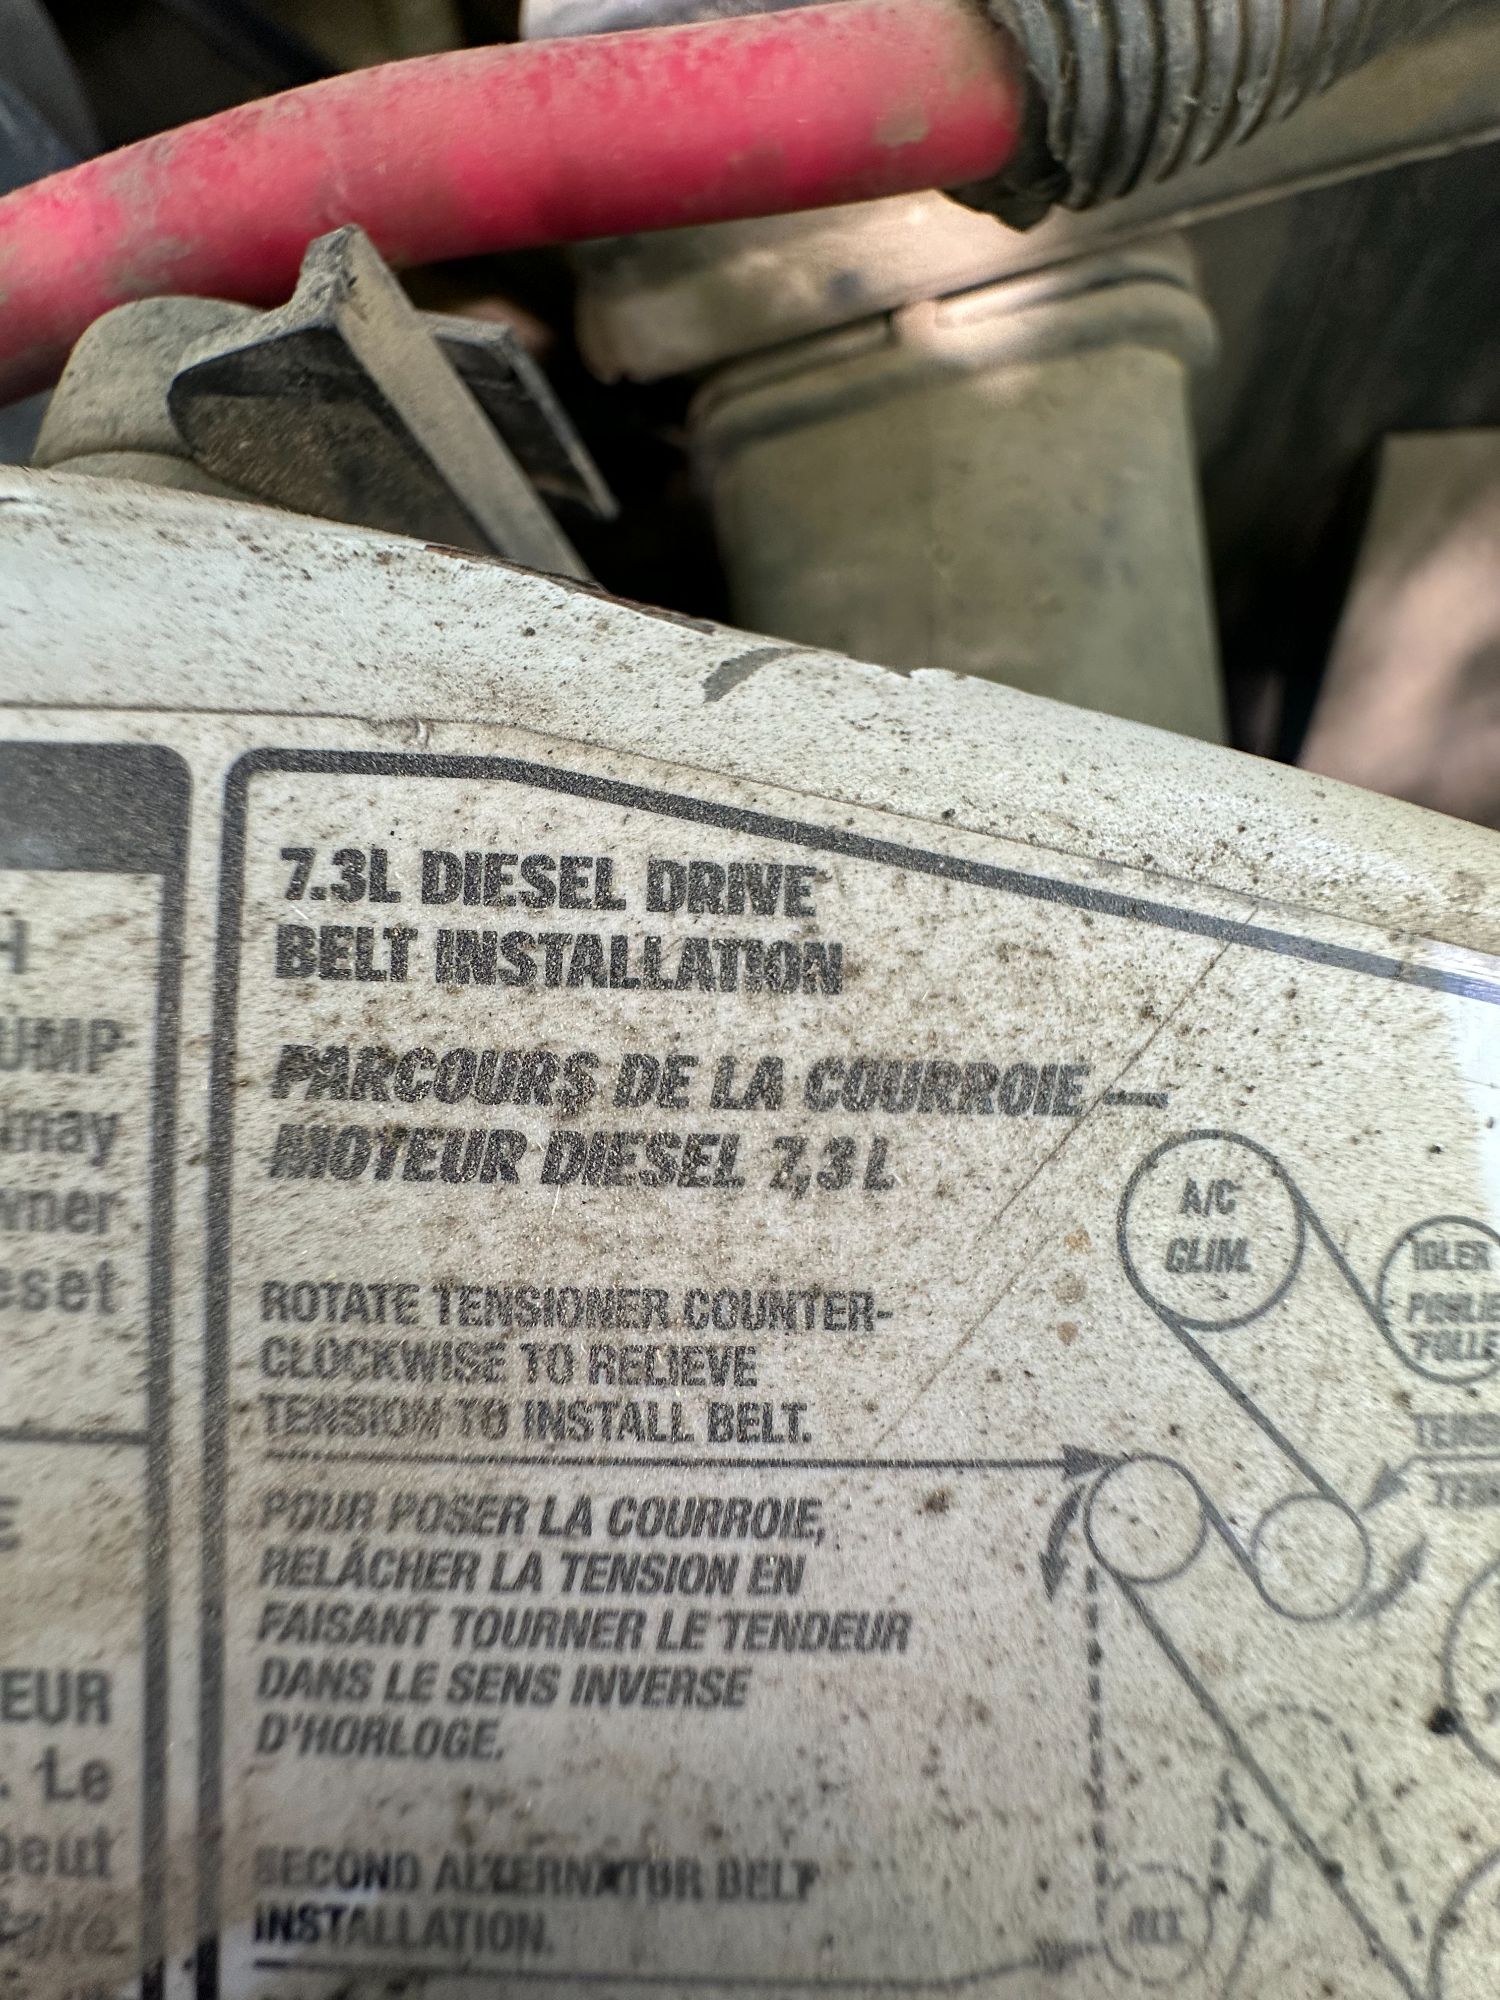 7.3L DIESEL DRIVE
BELT INSTALLATION
PARCOURS DE LA COURROIE —
MOTEUR DIESEL 7,3 L
ROTATE TENSIONER COUNTER-
CLOCKWISE TO RELIEVE
TENSION TO INSTALL BELT.
POUR POSER LA COURROIE,
RELÂCHER LA TENSION EN
FAISANT TOURNER LE TENDEUR
DANS LE SENS INVERSE
D'HORLOGE.
SECOND ALTERNATOR BELT
INSTALLATION.
A/C
CLIM.
IDLER
POULIE
ALT.
H
UMP
may
wner
eset
E
EUR
. Le
peut